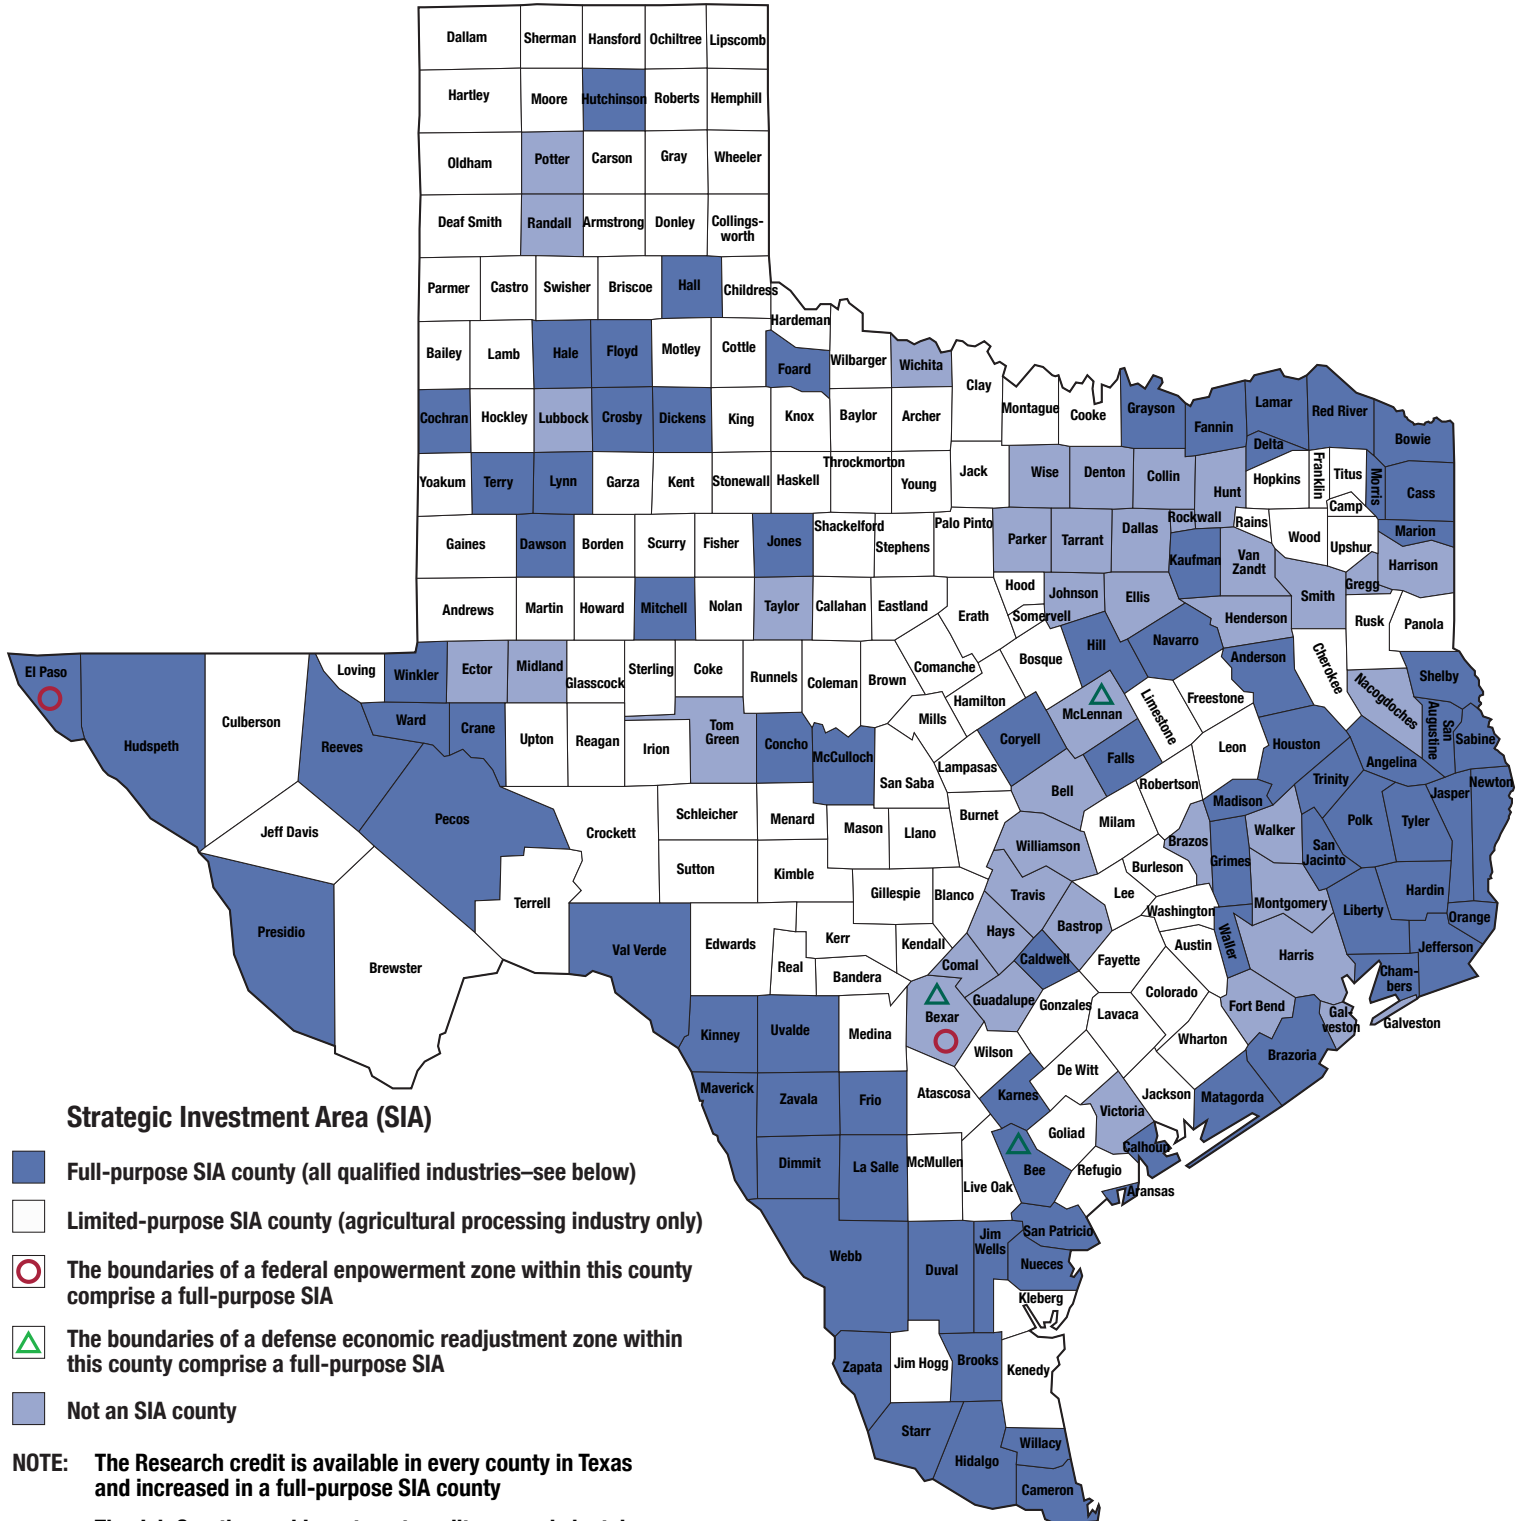 Dallam Sherman Hansford Ochiltree Lipscomb
Hartley Moore Hutchinson Roberts Hemphill
Oldham Potter Carson Gray Wheeler
Deaf Smith Randall Armstrong Donley Collings-
worth
Parmer Castro Swisher Briscoe Hall Childress
Hardeman
Bailey Lamb Hale Floyd Motley Cottle Foard Wilbarger Wichita
Clay Montague Cooke Grayson Fannin Lamar Red River Bowie
Cochran Hockley Lubbock Crosby Dickens King Knox Baylor Archer
Delta
Yoakum Terry Lynn Garza Kent Stonewall Haskell Throckmorton Young Jack Wise Denton Collin Hunt Hopkins Franklin Titus Morris Cass
Camp
Gaines Dawson Borden Scurry Fisher Jones Shackelford Stephens Palo Pinto Parker Tarrant Dallas Rockwall Rains Wood Upshur Marion
Kaufman Van
Zandt
Gregg Harrison
Andrews Martin Howard Mitchell Nolan Taylor Callahan Eastland Erath Hood Somervell Johnson Ellis Henderson Smith Rusk Panola
El Paso Hudspeth Culberson Loving Winkler Ector Midland Glasscock Sterling Coke Runnels Coleman Brown Comanche Bosque Hill Navarro Anderson Cherokee Shelby
Hamilton McLennan Limestone Freestone Nacogdoches San
Augustine
Sabine
Reeves Ward Crane Upton Reagan Irion Tom
Green
Concho McCulloch Mills Coryell Falls Leon Houston Angelina
San Saba Lampasas Bell Robertson Madison Trinity Polk Tyler Jasper Newton
Jeff Davis Pecos Crockett Schleicher Menard Mason Llano Burnet Williamson Milam Brazos Walker Grimes San
Jacinto
Sutton Kimble Gillespie Blanco Travis Burleson Lee Washington Montgomery Liberty Hardin Orange
Presidio Brewster Terrell Val Verde Edwards Kerr Kendall Hays Bastrop Fayette Austin Waller Harris Jefferson
Real Bandera Comal Caldwell Cham-
bers
Kinney Uvalde Medina Bexar Guadalupe Gonzales Lavaca Colorado Fort Bend Gal-
veston
Galveston
Wilson Wharton Brazoria
Maverick Zavala Frio Atascosa Karnes De Witt Victoria Jackson Matagorda
Dimmit La Salle McMullen Live Oak Bee Goliad Refugio Calhoun
Aransas
Webb Duval Jim
Wells
San Patricio
Nueces
Kleberg
Zapata Jim Hogg Brooks Kenedy
Starr Hidalgo Willacy
Cameron
Strategic Investment Area (SIA)
Full-purpose SIA county (all qualified industries–see below)
Limited-purpose SIA county (agricultural processing industry only)
The boundaries of a federal enpowerment zone within this county
comprise a full-purpose SIA
The boundaries of a defense economic readjustment zone within
this county comprise a full-purpose SIA
Not an SIA county
NOTE: The Research credit is available in every county in Texas
and increased in a full-purpose SIA county